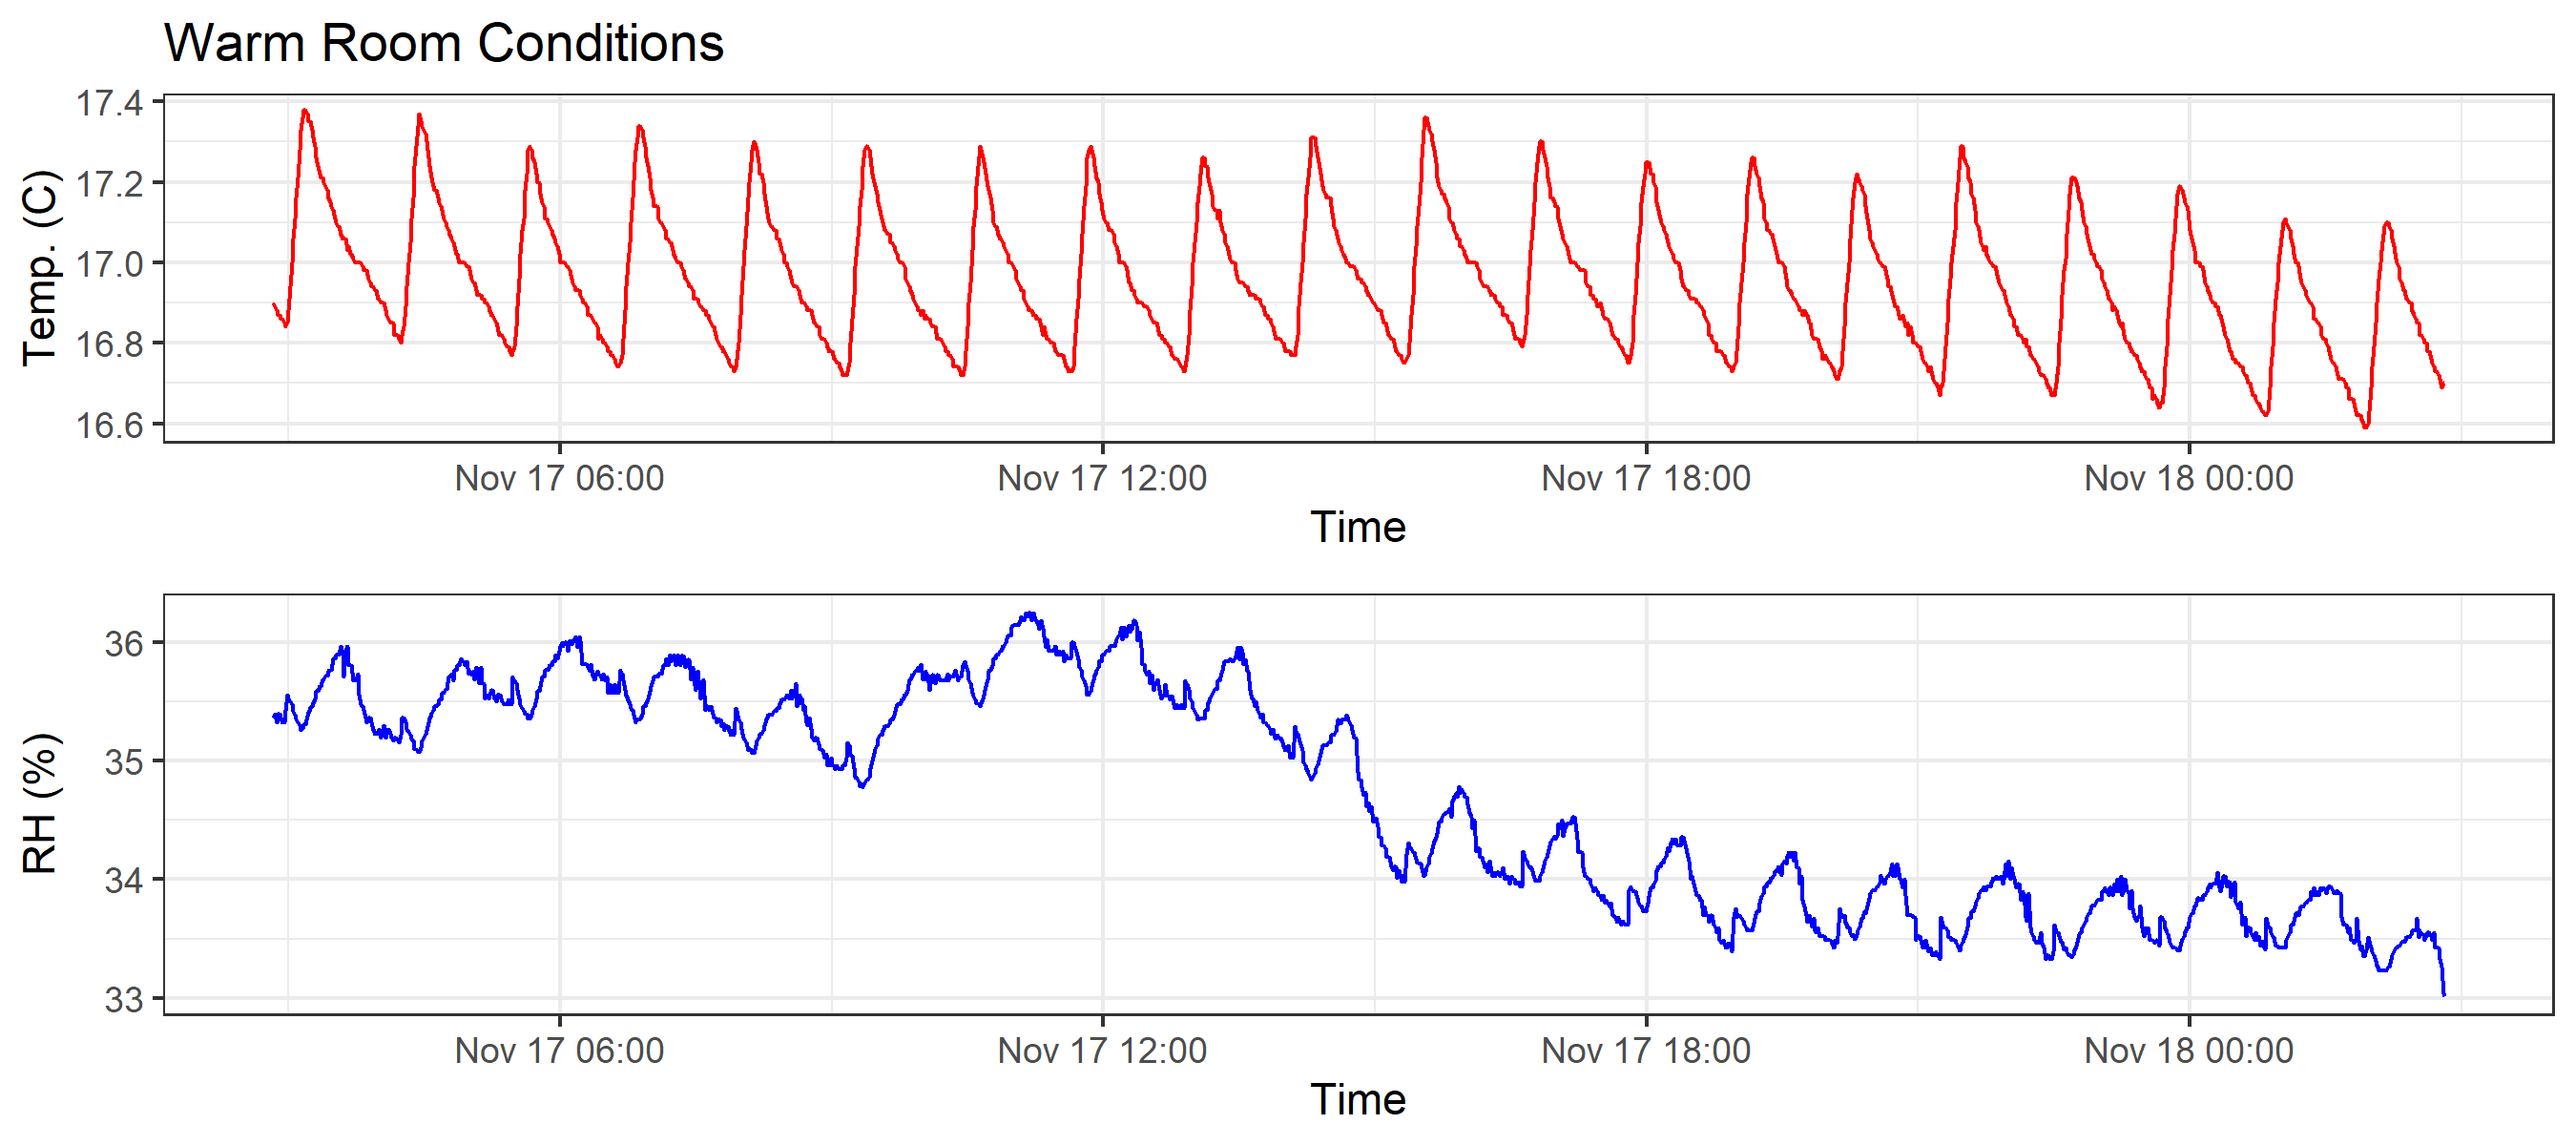 Warm Room Conditions
Temp. (C)
17.4
17.2
17.0
16.8
16.6
Nov 17 06:00 Nov 17 12:00 Nov 17 18:00 Nov 18 00:00
Time
RH (%)
36
35
34
33
Nov 17 06:00 Nov 17 12:00 Nov 17 18:00 Nov 18 00:00
Time